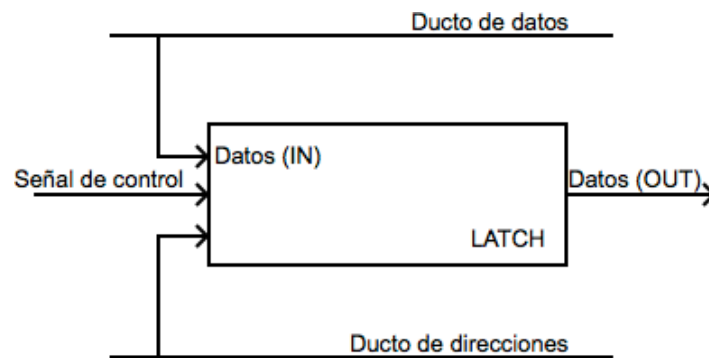 Ducto de datos
Datos (IN)
Señal de control
Datos (OUT)
LATCH
Ducto de direcciones